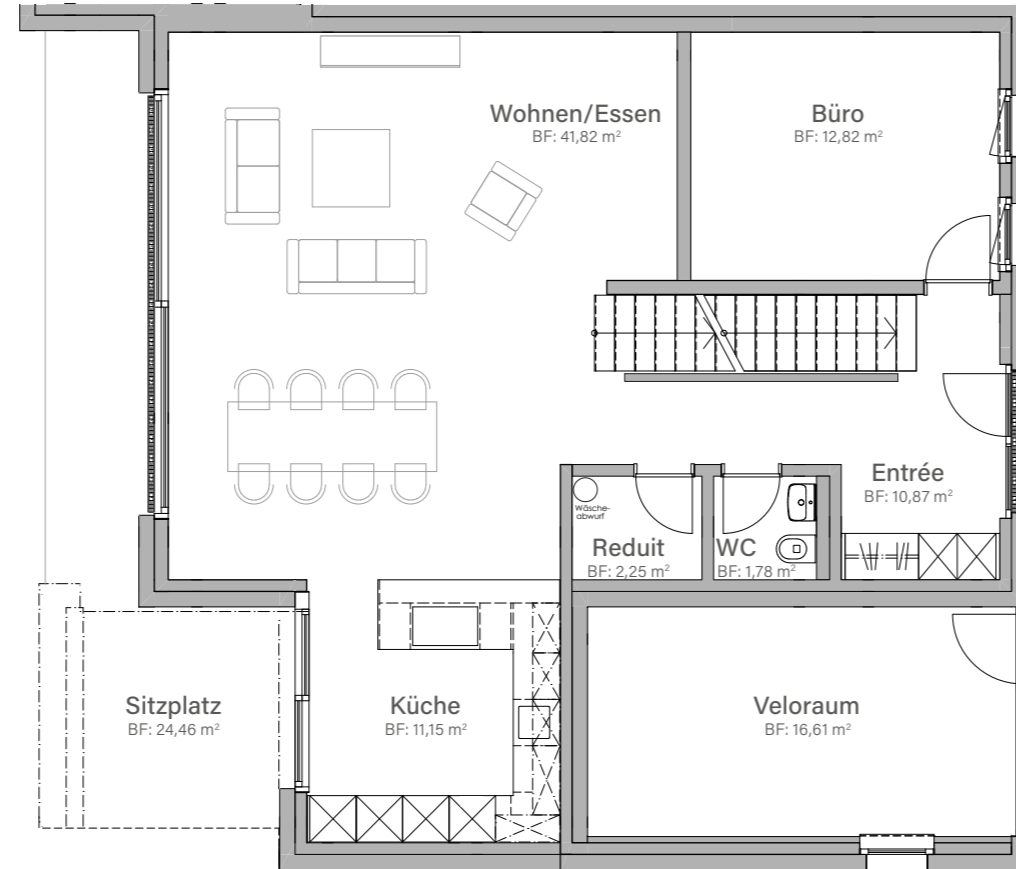 Wohnen/Essen
BF: 41,82 m²
Büro
BF: 12,82 m²
Entrée
BF: 10,87 m²
Wäsche-
abwurf
Reduit
BF: 2,25 m²
WC
BF: 1,78 m²
Sitzplatz
BF: 24,46 m²
Küche
BF: 11,15 m²
Veloraum
BF: 16,61 m²